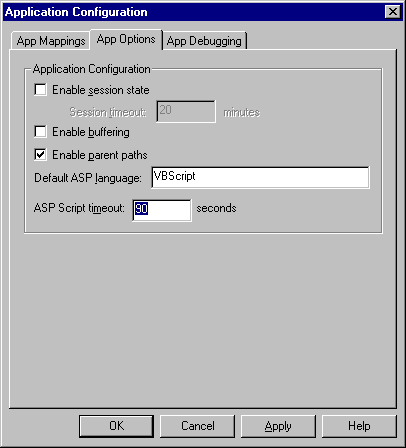 Application Configuration
App Mappings App Options App Debugging
Application Configuration
Enable session state
Session timeout: 20 minutes
Enable buffering
Enable parent paths
Default ASP language: VBScript
ASP Script timeout: 90 seconds
OK Cancel Apply Help